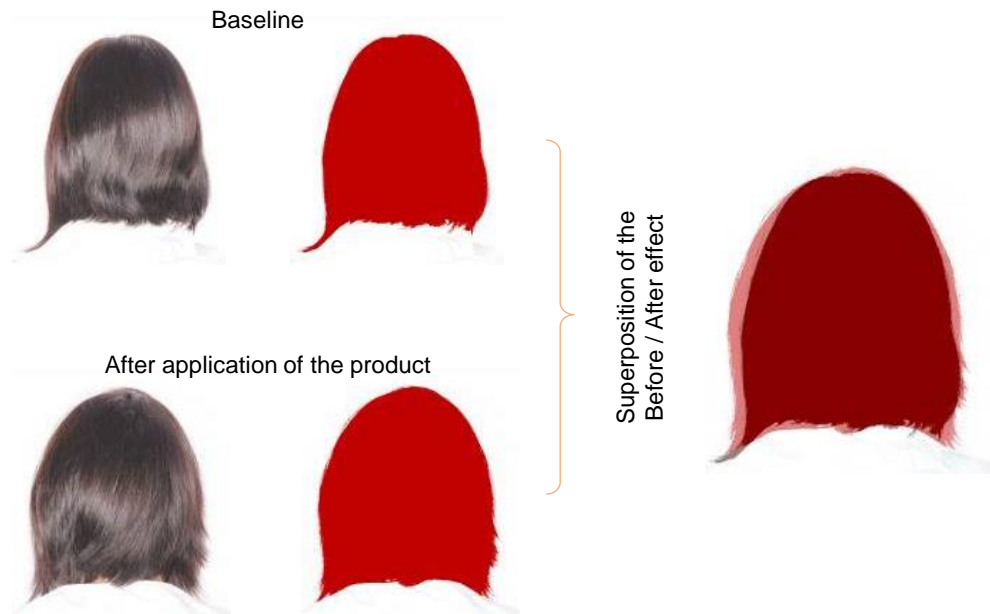 Baseline
After application of the product
Superposition of the
Before / After effect